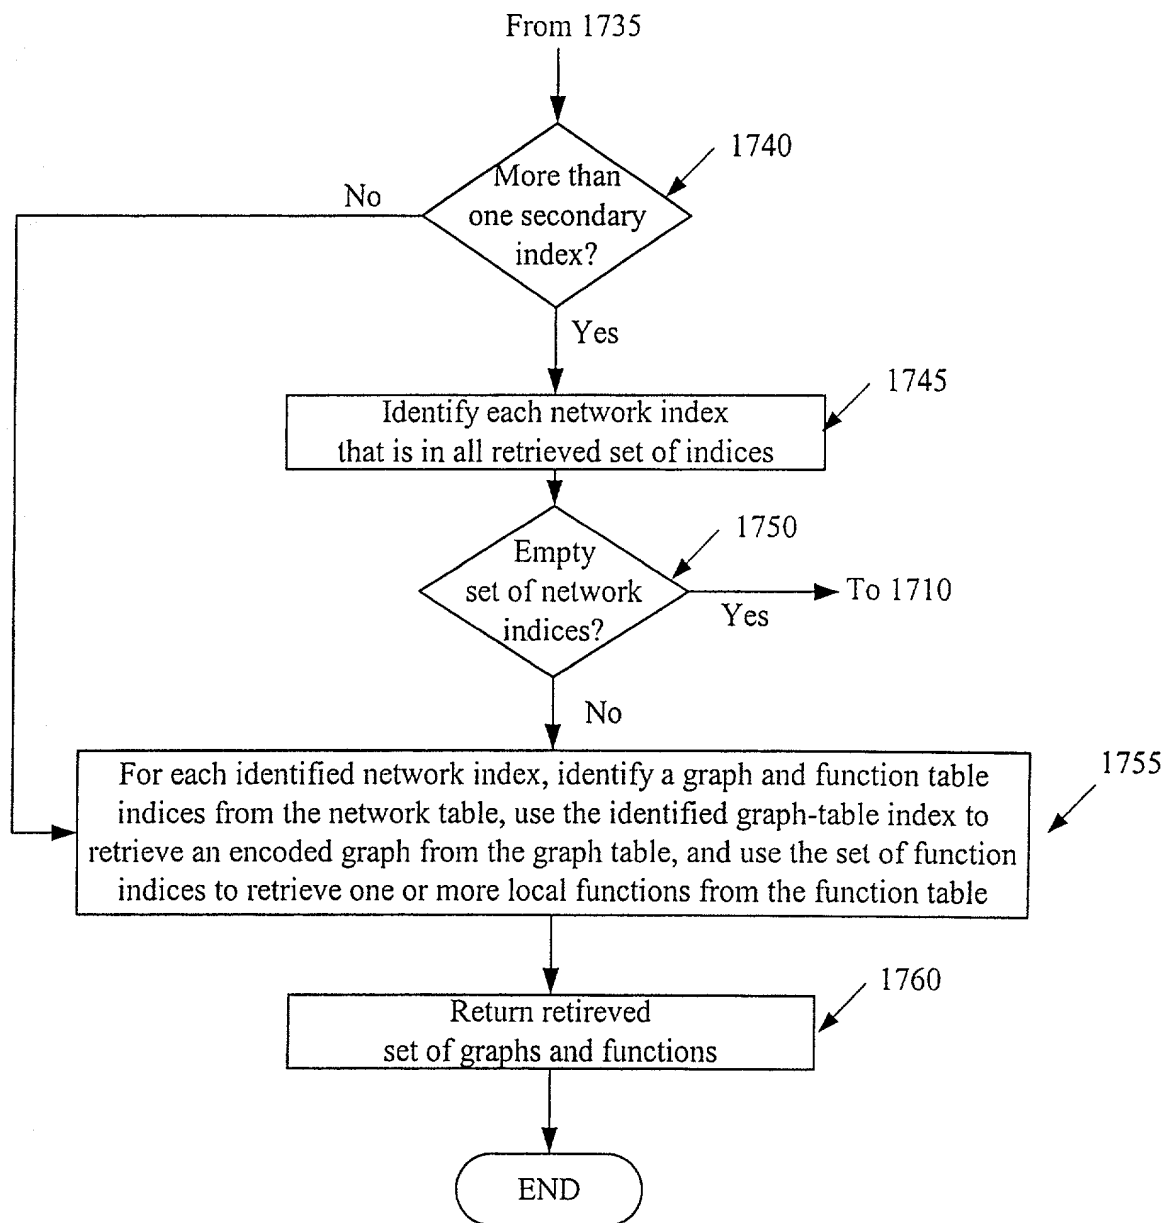 From 1735
1740
More than
one secondary
index?
No
Yes
1745
Identify each network index
that is in all retrieved set of indices
1750
Empty
set of network
indices?
To 1710
Yes
No
1755
For each identified network index, identify a graph and function table
indices from the network table, use the identified graph-table index to
retrieve an encoded graph from the graph table, and use the set of function
indices to retrieve one or more local functions from the function table
1760
Return retireved
set of graphs and functions
END